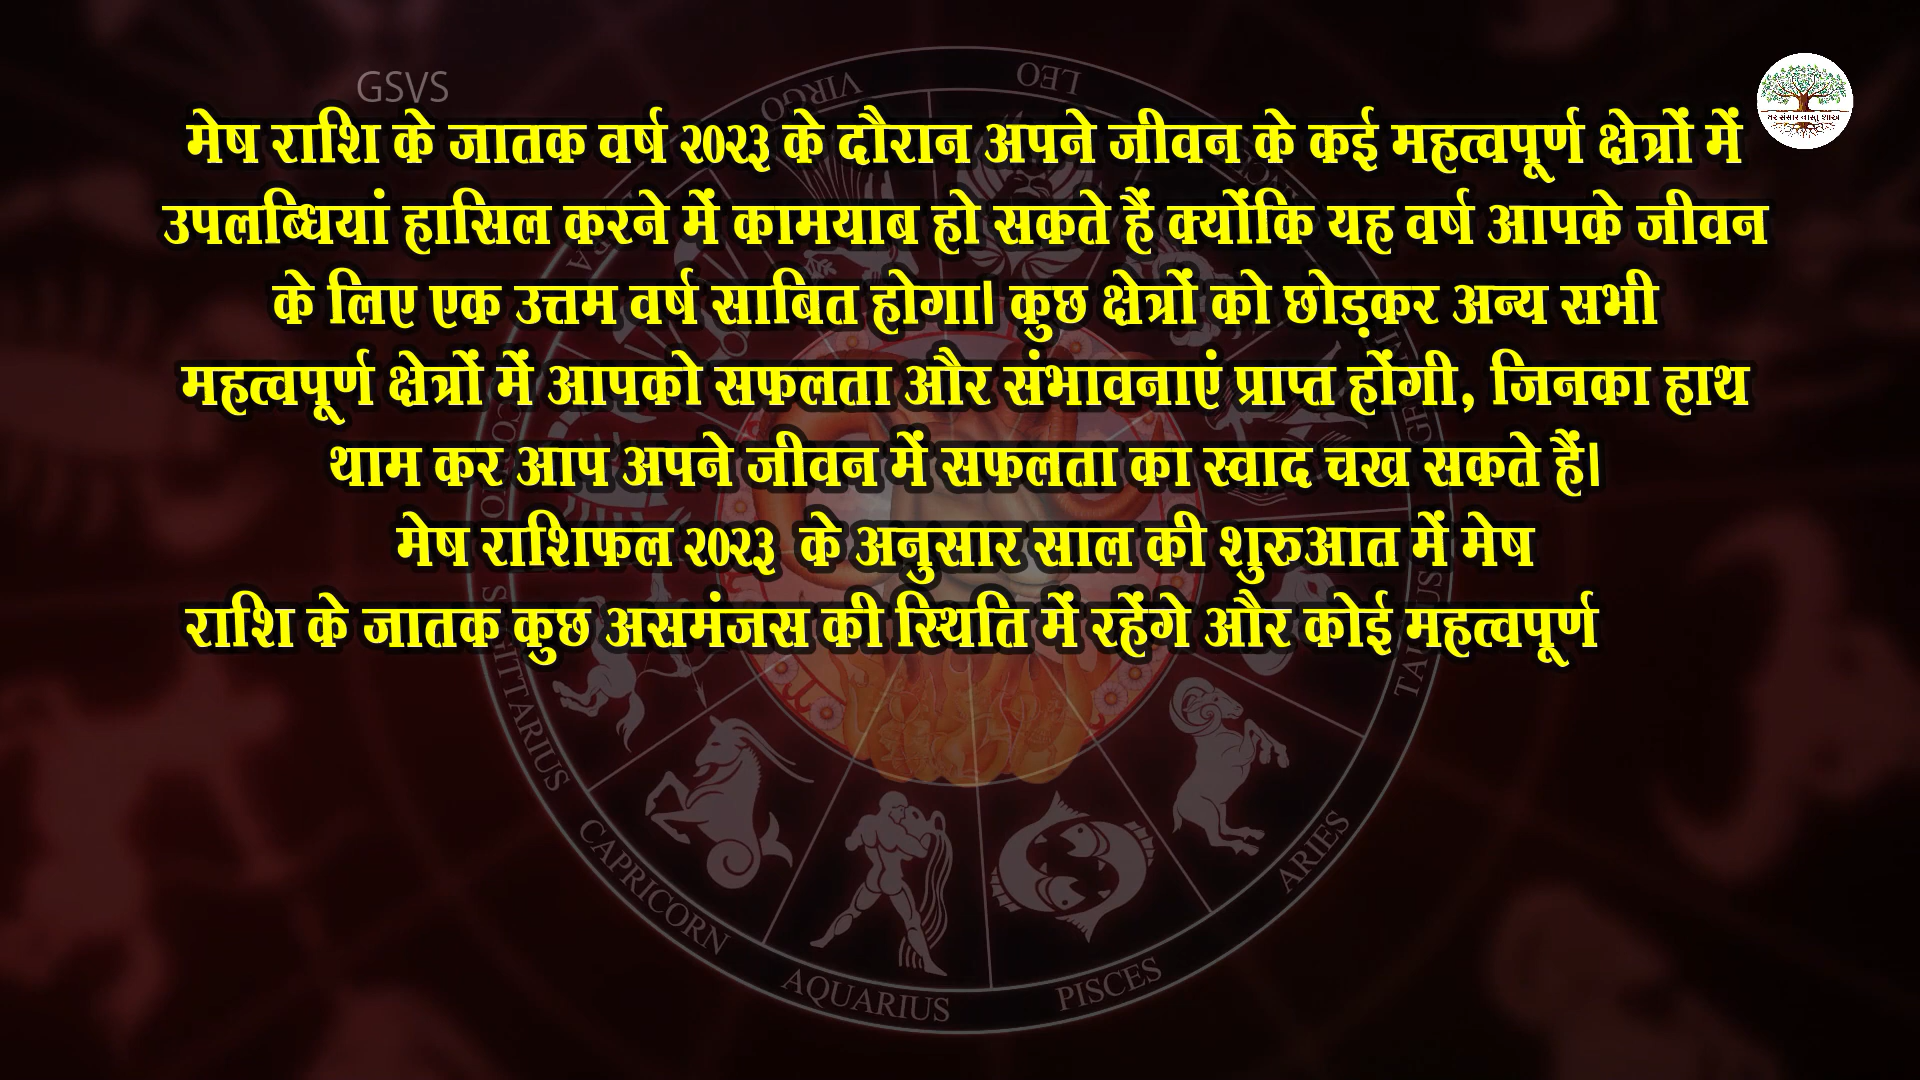 GSVS
मेष राशि के जातक वर्ष २०२३ के दौरान अपने जीवन के कई महत्वपूर्ण क्षेत्रों में
उपलब्धियां हासिल करने में कामयाब हो सकते हैं क्योंकि यह वर्ष आपके जीवन
के लिए एक उत्तम वर्ष साबित होगा। कुछ क्षेत्रों को छोड़कर अन्य सभी
महत्वपूर्ण क्षेत्रों में आपको सफलता और संभावनाएं प्राप्त होंगी, जिनका हाथ
थाम कर आप अपने जीवन में सफलता का स्वाद चख सकते हैं।
मेष राशिफल २०२३ के अनुसार साल की शुरुआत में मेष
राशि के जातक कुछ असमंजस की स्थिति में रहेंगे और कोई महत्वपूर्ण
VIRGO
LEO
TAURUS
ARIES
PISCES
AQUARIUS
CAPRICORN